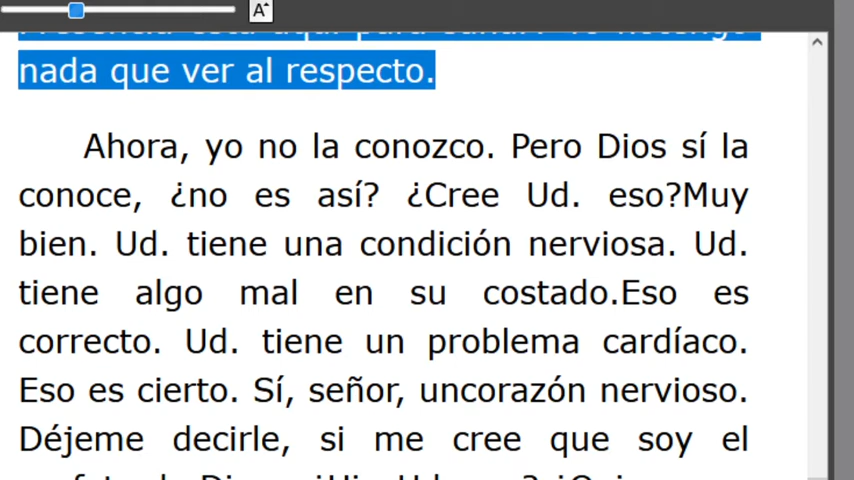 A
nada que ver al respecto.
Ahora, yo no la conozco. Pero Dios sí la
conoce, ¿no es así? ¿Cree Ud. eso?Muy
bien. Ud. tiene una condición nerviosa. Ud.
tiene algo mal en su costado.Eso es
correcto. Ud. tiene un problema cardíaco.
Eso es cierto. Sí, señor, uncorazón nervioso.
Déjeme decirle, si me cree que soy el